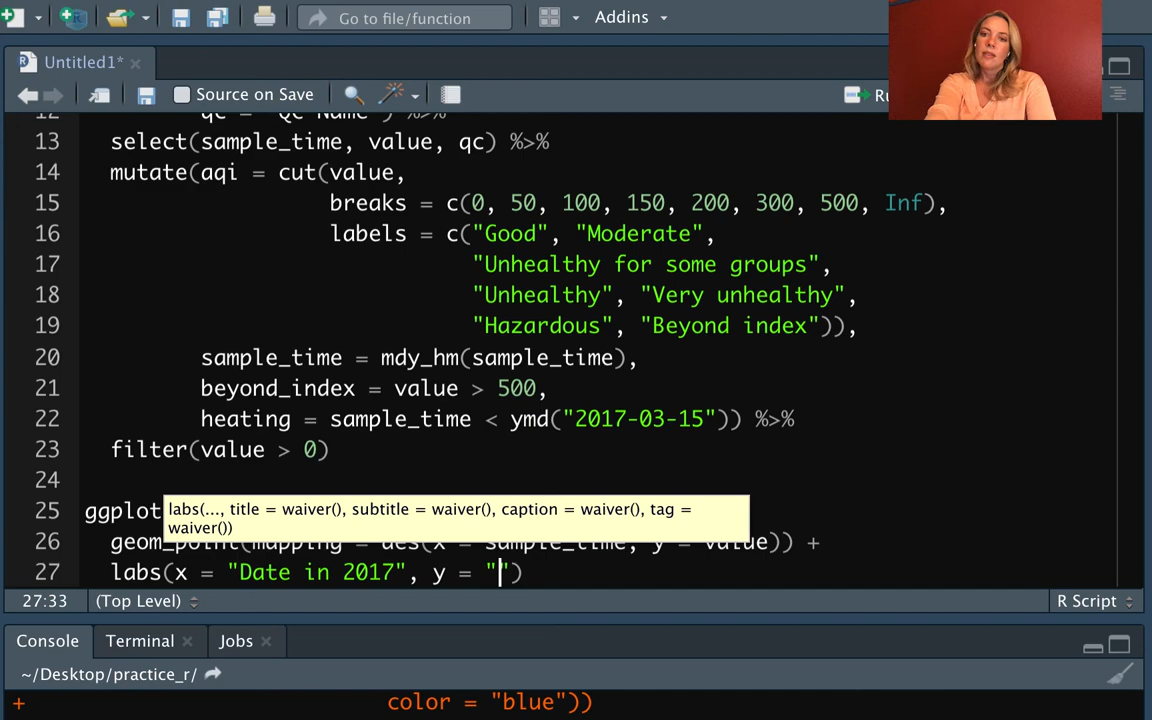 Go to file/function
Addins
Untitled1*
Source on Save
Ru
12 qc = "QC Name") %>%
13 select(sample_time, value, qc) %>%
14 mutate(aqi = cut(value,
15 breaks = c(0, 50, 100, 150, 200, 300, 500, Inf),
16 labels = c("Good", "Moderate",
17 "Unhealthy for some groups",
18 "Unhealthy", "Very unhealthy",
19 "Hazardous", "Beyond index")),
20 sample_time = mdy_hm(sample_time),
21 beyond_index = value > 500,
22 heating = sample_time < ymd("2017-03-15")) %>%
23 filter(value > 0)
24
25 ggplot
labs(..., title = waiver(), subtitle = waiver(), caption = waiver(), tag =
waiver())
26 geom_point(mapping = aes(x = sample_time, y = value)) +
27 labs(x = "Date in 2017", y = "")
27:33 (Top Level) R Script
Console Terminal Jobs
~/Desktop/practice_r/
+ color = "blue"))